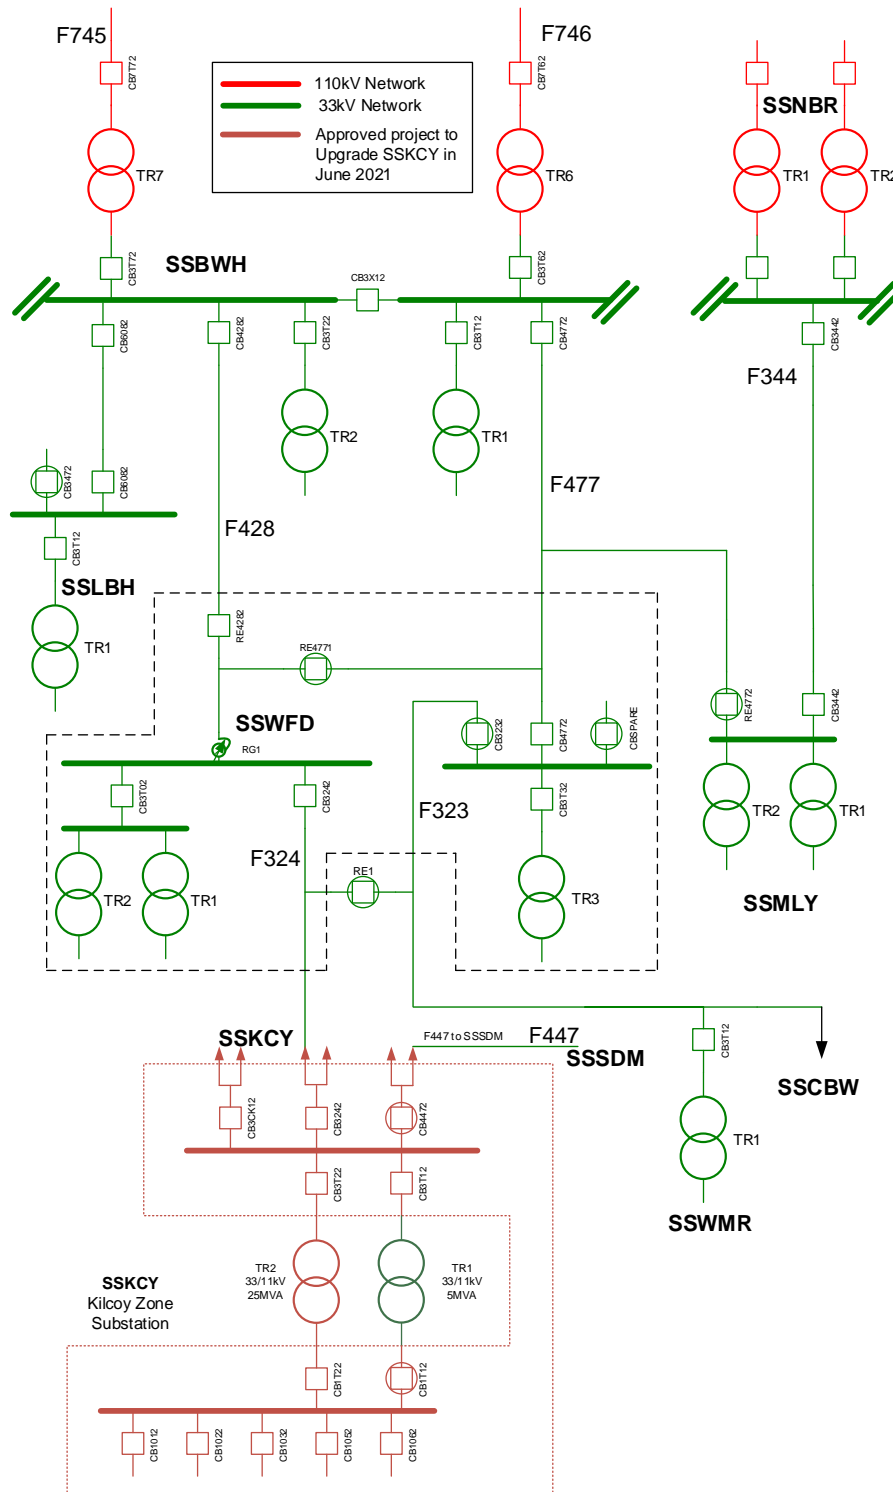 F745
F746
CB7T72
CB7T62
110kV Network
33kV Network
Approved project to
Upgrade SSKCY in
June 2021
SSNBR
TR7
TR6
TR1
TR2
CB3T72
SSBWH
CB3X12
CB3T62
CB6082
CB4282
CB3T22
CB3T12
CB4772
CB3442
F344
TR2
TR1
CB3472
CB6082
F477
F428
CB3T12
SSLBH
TR1
RE4282
RE4771
RE4772
CB3442
SSWFD
RG1
CB3232
CB4772
CBSPARE
CB3T02
CB3242
F323
CB3T32
TR2
TR1
F324
RE1
TR2
TR1
TR3
SSMLY
SSKCY
F447 to SSSDM
F447
SSSDM
CB3T12
SSCBW
CB3CK12
CB3242
CB4472
TR1
CB3T22
CB3T12
SSWMR
TR2
33/11kV
25MVA
TR1
33/11kV
5MVA
SSKCY
Kilcoy Zone
Substation
CB1T22
CB1T12
CB1012
CB1022
CB1032
CB1052
CB1062